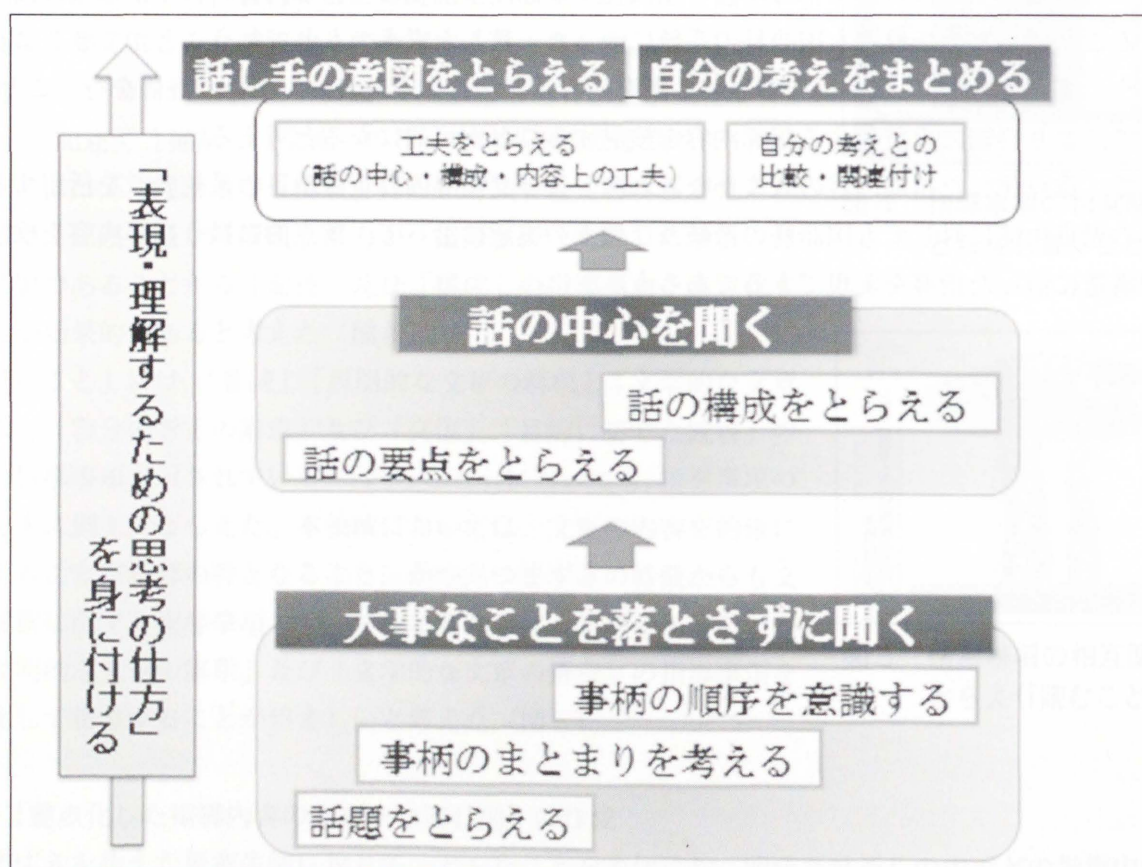 話し手の意図をとらえる
自分の考えをまとめる
工夫をとらえる
(話の中心・構成・内容上の工夫)
自分の考えとの
比較・関連付け
話の中心を聞く
話の構成をとらえる
話の要点をとらえる
大事なことを落とさずに聞く
事柄の順序を意識する
事柄のまとまりを考える
話題をとらえる
「表現・理解するための思考の仕方」
を身に付ける